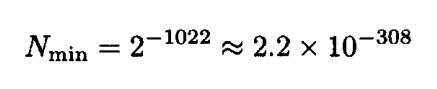 N_min = 2^−1022 ≈ 2.2 × 10^−308